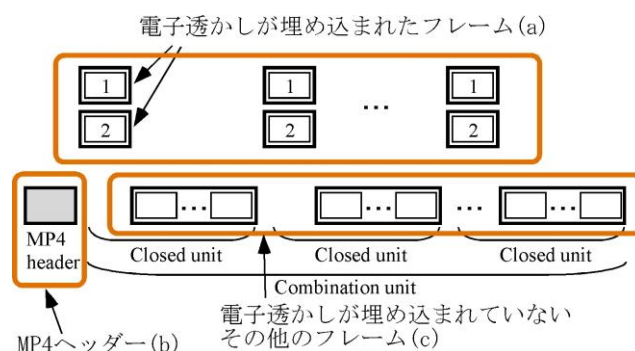 電子透かしが埋め込まれたフレーム(a)
1 1 ... 1
2 2 2
... ... ... ...
MP4
header
Closed unit Closed unit Closed unit
Combination unit
電子透かしが埋め込まれていない
その他のフレーム(c)
MP4ヘッダー(b)